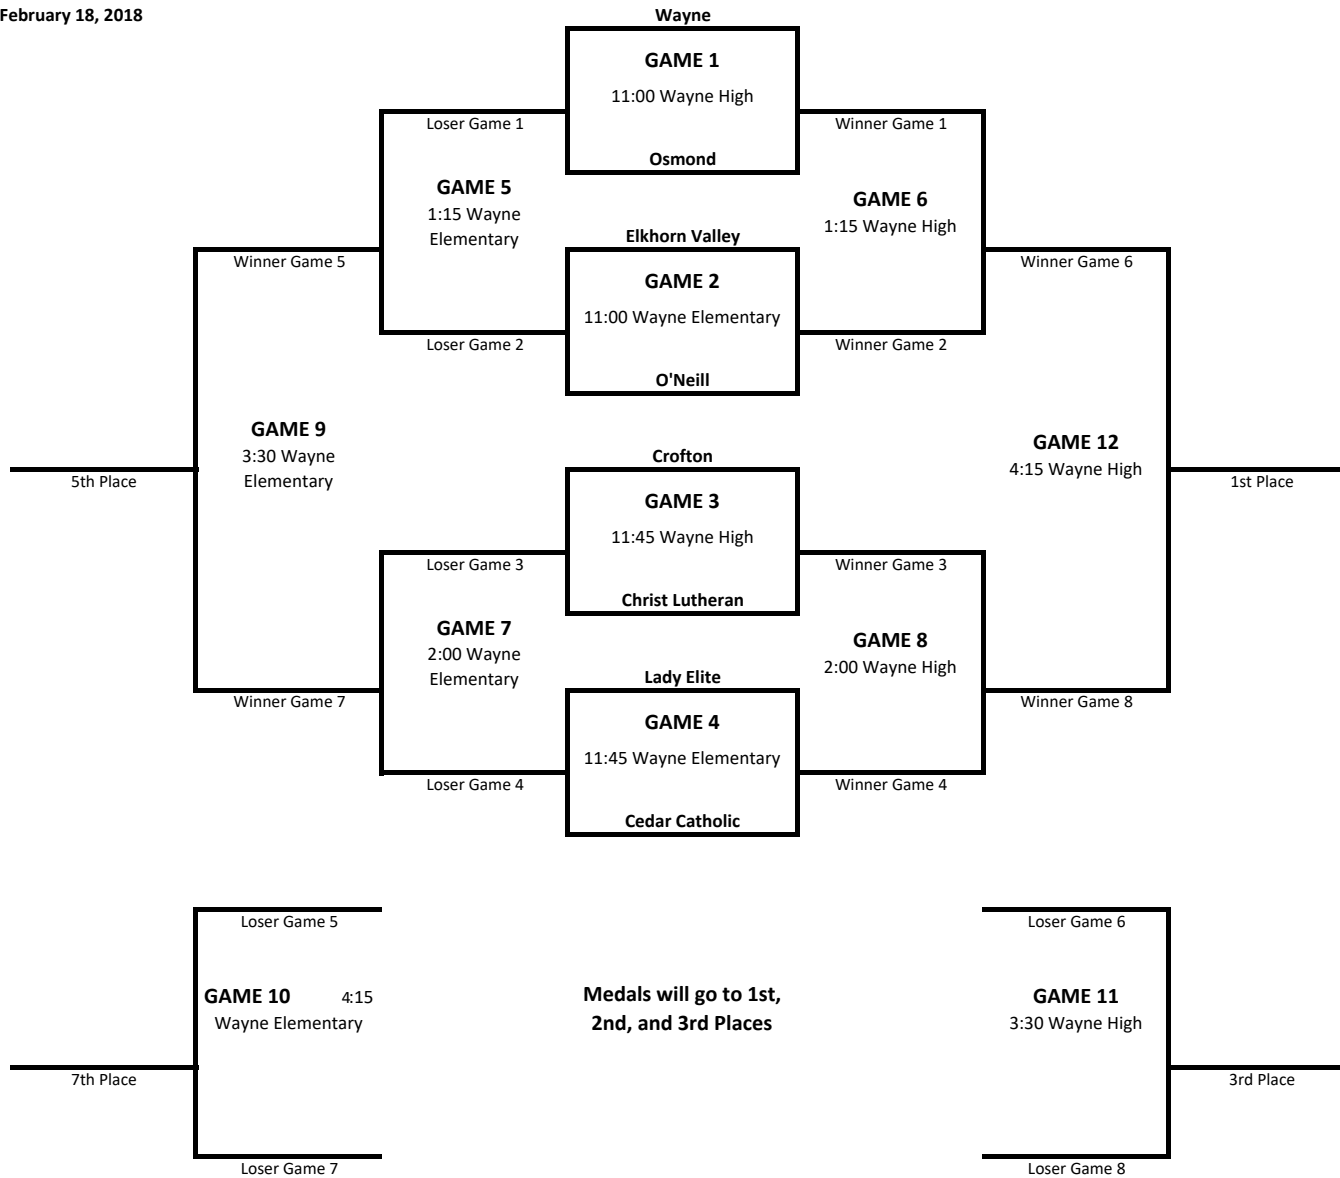 February 18, 2018
Wayne
GAME 1
11:00 Wayne High
Loser Game 1
Winner Game 1
Osmond
GAME 5
1:15 Wayne
Elementary
GAME 6
1:15 Wayne High
Elkhorn Valley
Winner Game 5
Winner Game 6
GAME 2
11:00 Wayne Elementary
Loser Game 2
Winner Game 2
O'Neill
GAME 9
3:30 Wayne
Elementary
GAME 12
4:15 Wayne High
Crofton
5th Place
1st Place
GAME 3
11:45 Wayne High
Loser Game 3
Winner Game 3
Christ Lutheran
GAME 7
2:00 Wayne
Elementary
GAME 8
2:00 Wayne High
Lady Elite
Winner Game 7
Winner Game 8
GAME 4
11:45 Wayne Elementary
Loser Game 4
Winner Game 4
Cedar Catholic
Loser Game 5
Loser Game 6
GAME 10 4:15
Wayne Elementary
Medals will go to 1st,
2nd, and 3rd Places
GAME 11
3:30 Wayne High
7th Place
3rd Place
Loser Game 7
Loser Game 8